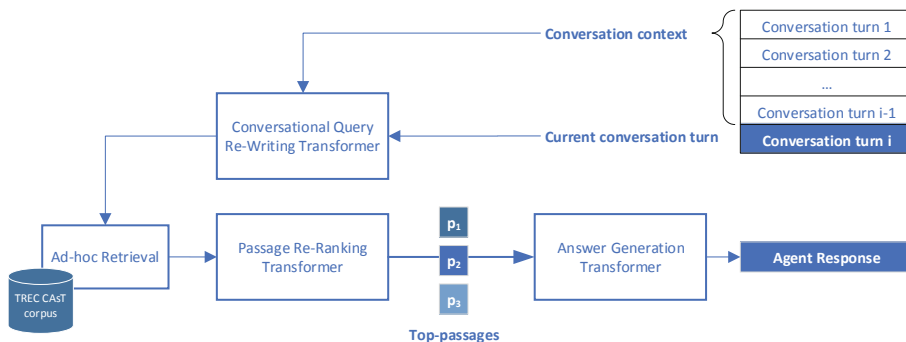 Conversation context
Conversation turn 1
Conversation turn 2
...
Conversation turn i-1
Conversational Query
Re-Writing Transformer
Current conversation turn
Conversation turn i
Ad-hoc Retrieval
TREC CAsT
corpus
Passage Re-Ranking
Transformer
p1
p2
p3
Top-passages
Answer Generation
Transformer
Agent Response